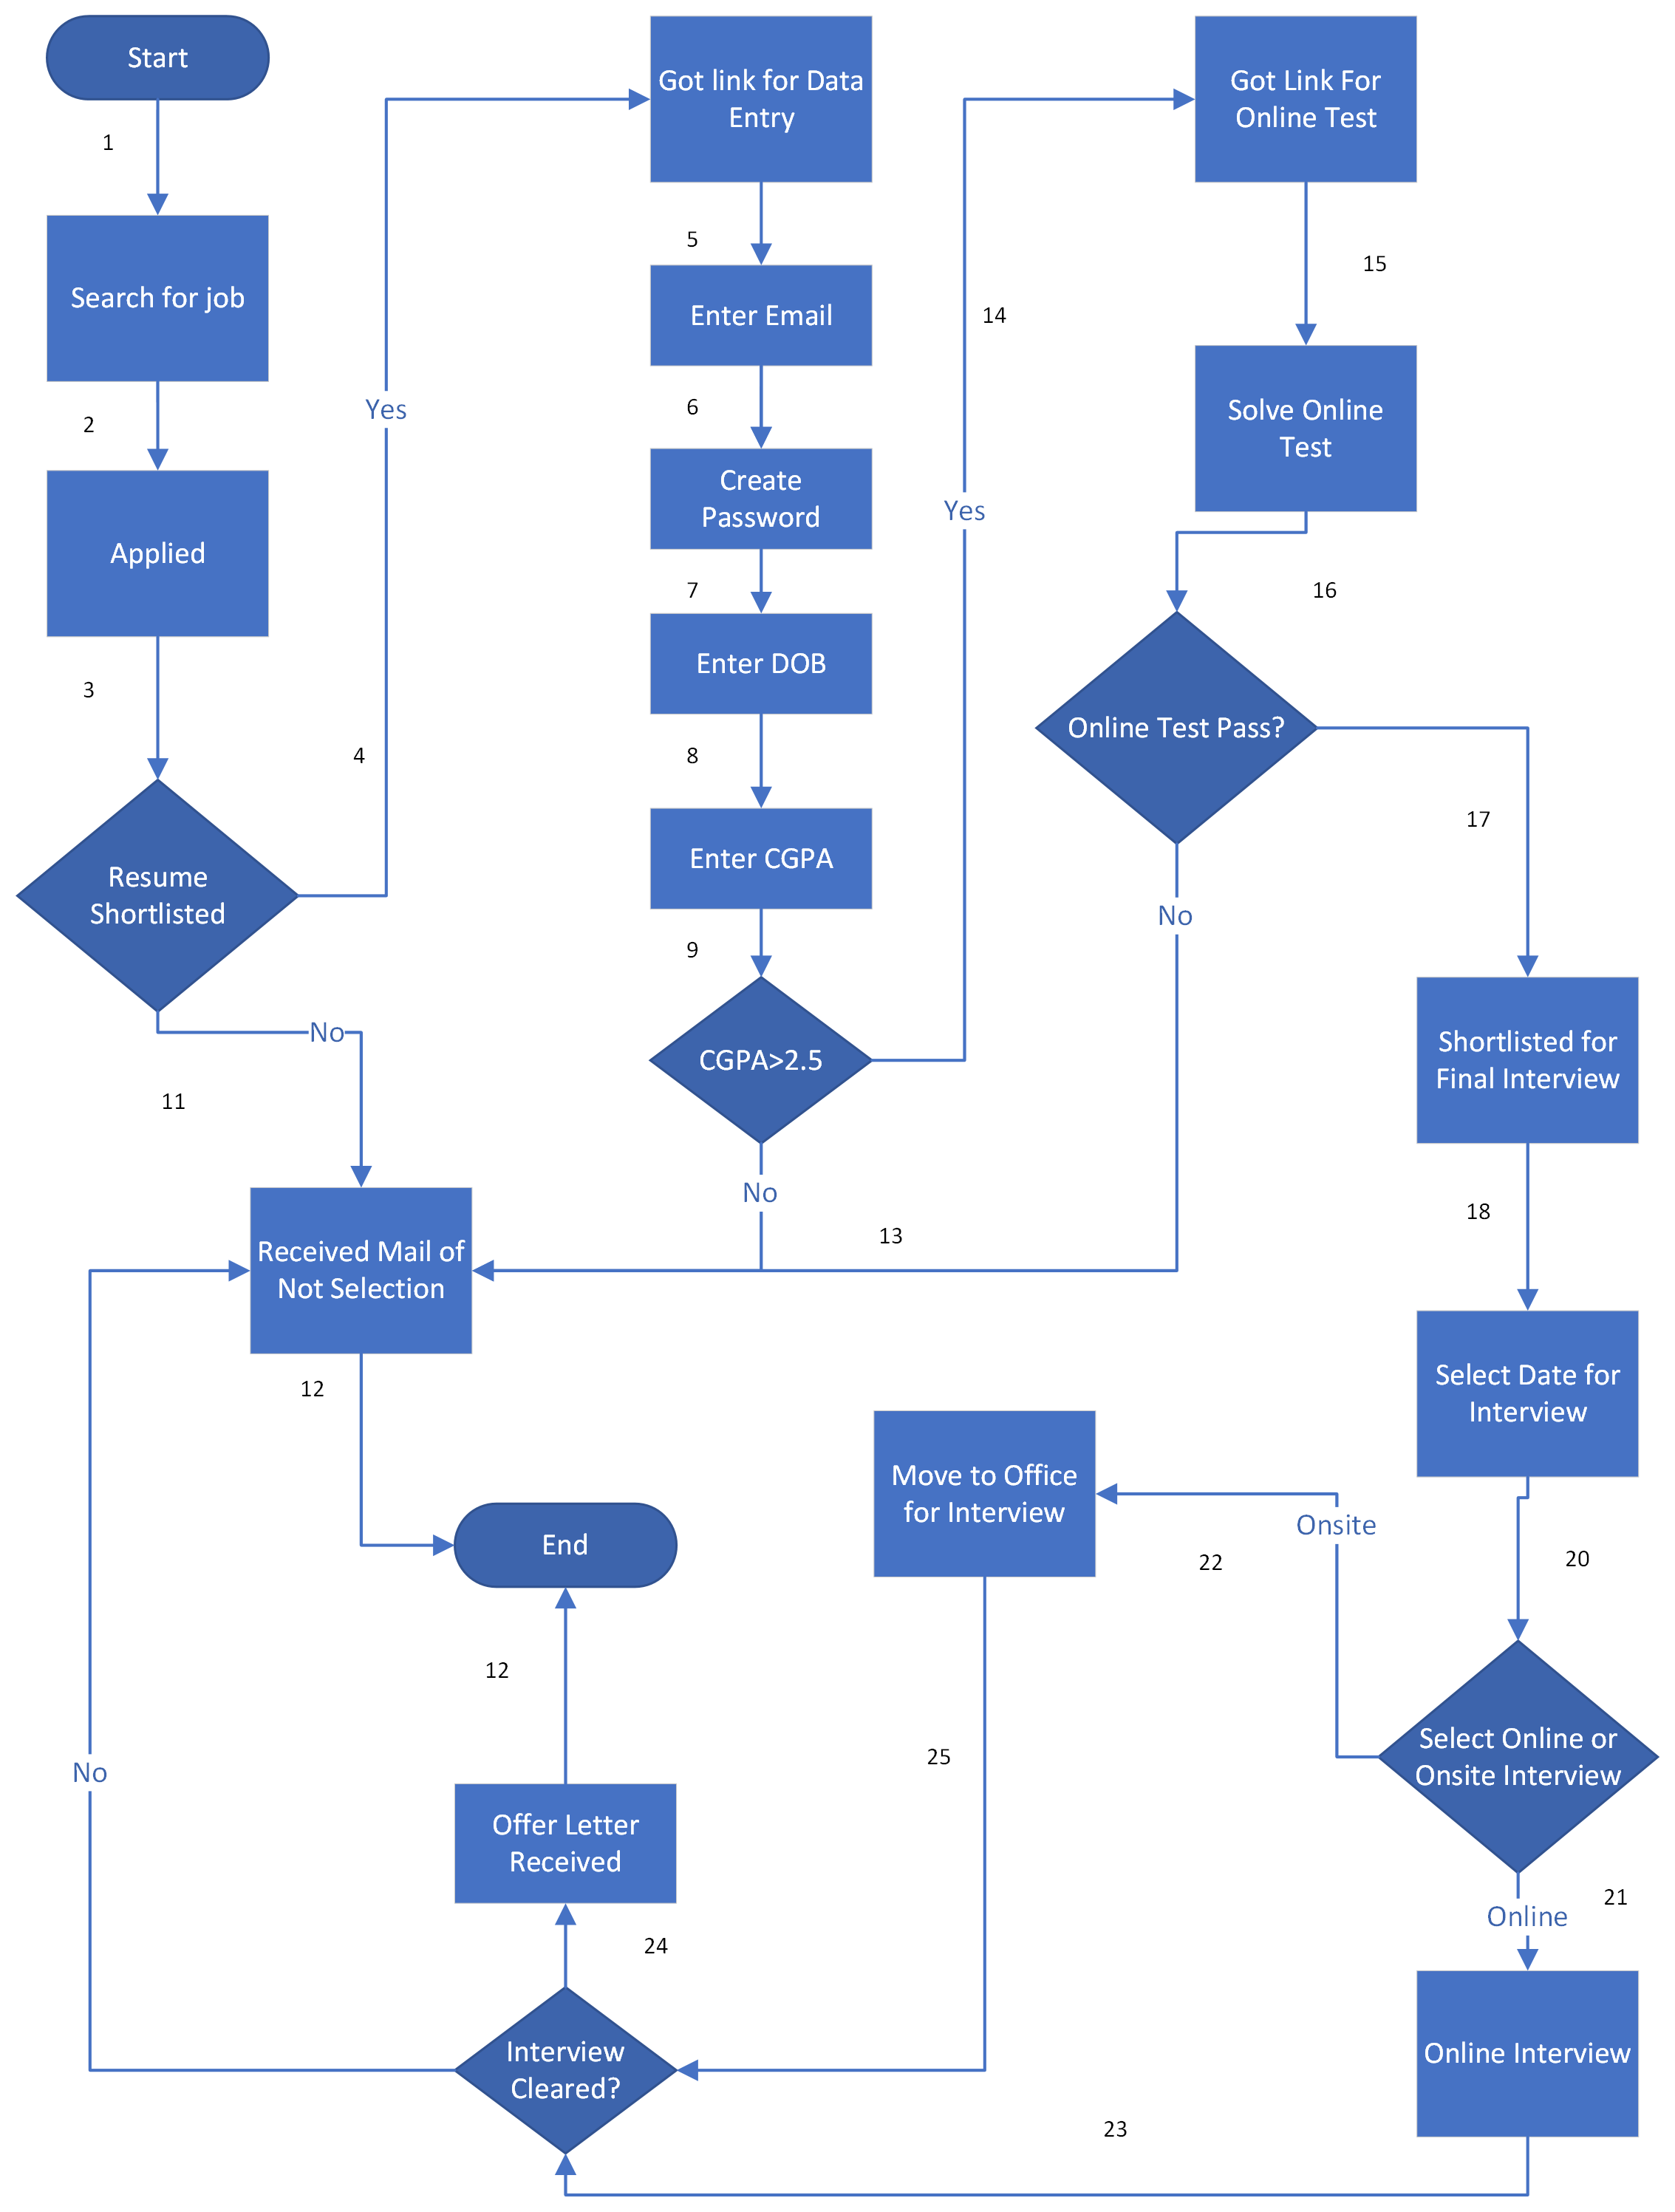 Start
1
Search for job
2
Applied
3
Resume
Shortlisted
Yes
4
No
11
Got link for Data
Entry
5
Enter Email
6
Create
Password
7
Enter DOB
8
Enter CGPA
9
CGPA>2.5
No
13
Yes
14
Got Link For
Online Test
15
Solve Online
Test
16
Online Test Pass?
No
17
Shortlisted for
Final Interview
18
Select Date for
Interview
20
Select Online or
Onsite Interview
Onsite
22
Move to Office
for Interview
25
21
Online
Online Interview
23
Interview
Cleared?
24
Offer Letter
Received
12
End
No
Received Mail of
Not Selection
12